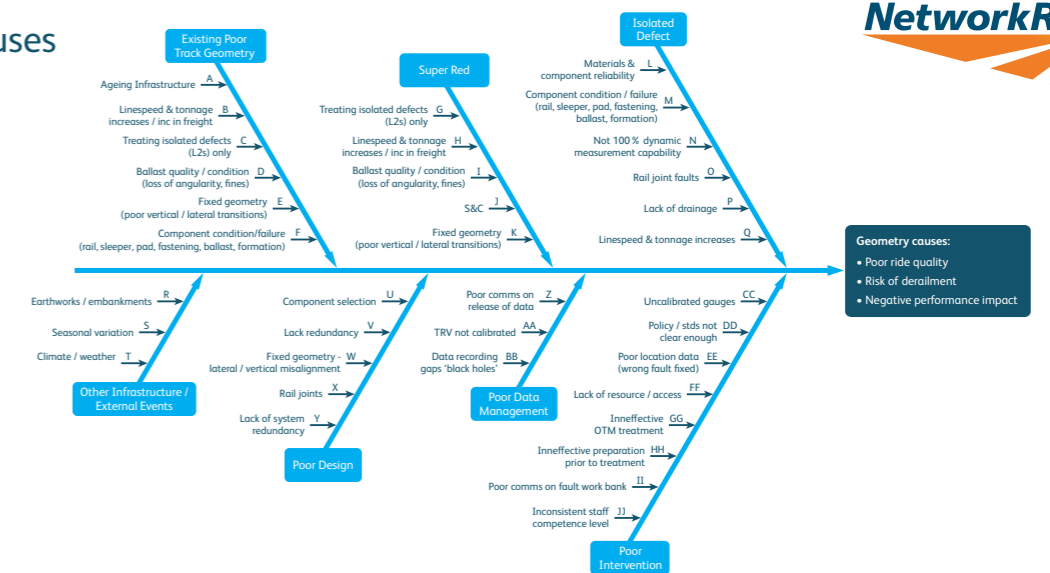 uses
NetworkR
Existing Poor
Track Geometry
Ageing Infrastructure A
Linespeed & tonnage
increases / inc in freight B
Treating isolated defects
(L2s) only C
Ballast quality / condition
(loss of angularity, fines) D
Fixed geometry
(poor vertical / lateral transitions) E
Component condition/failure
(rail, sleeper, pad, fastening, ballast, formation) F
Super Red
Treating isolated defects
(L2s) only G
Linespeed & tonnage
increases / inc in freight H
Ballast quality / condition
(loss of angularity, fines) I
S&C J
Fixed geometry
(poor vertical / lateral transitions) K
Isolated
Defect
Materials &
component reliability L
Component condition / failure
(rail, sleeper, pad, fastening,
ballast, formation) M
Not 100% dynamic
measurement capability N
Rail joint faults O
Lack of drainage P
Linespeed & tonnage increases Q
Geometry causes:
• Poor ride quality
• Risk of derailment
• Negative performance impact
Earthworks / embankments R
Seasonal variation S
Climate / weather T
Other Infrastructure /
External Events
Component selection U
Lack redundancy V
Fixed geometry -
lateral / vertical misalignment W
Rail joints X
Lack of system
redundancy Y
Poor Design
Poor comms on
release of data Z
TRV not calibrated AA
Data recording
gaps 'black holes' BB
Poor Data
Management
Uncalibrated gauges CC
Policy / stds not
clear enough DD
Poor location data
(wrong fault fixed) EE
Lack of resource / access FF
Inneffective
OTM treatment GG
Inneffective preparation
prior to treatment HH
Poor comms on fault work bank II
Inconsistent staff
competence level JJ
Poor
Intervention